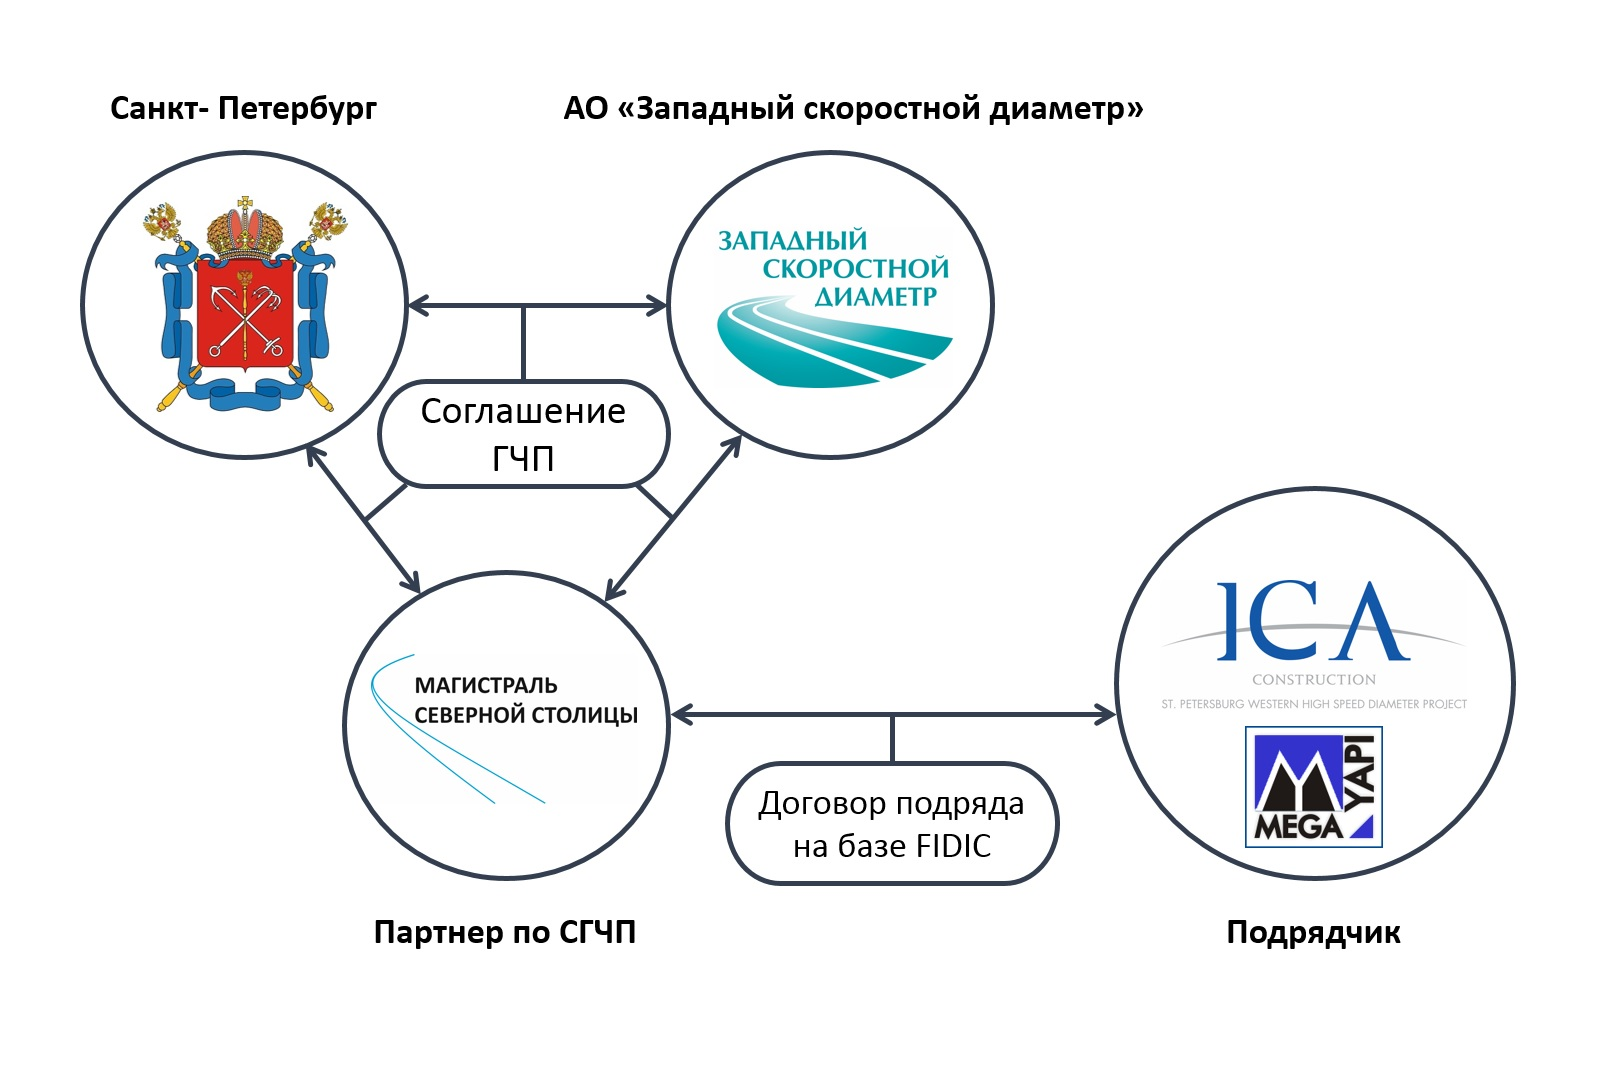 Санкт- Петербург
АО «Западный скоростной диаметр»
ЗАПАДНЫЙ
СКОРОСТНОЙ
ДИАМЕТР
Соглашение
ГЧП
МАГИСТРАЛЬ
СЕВЕРНОЙ СТОЛИЦЫ
ICA
CONSTRUCTION
ST. PETERSBURG WESTERN HIGH SPEED DIAMETER PROJECT
MEGA
YAPI
Договор подряда
на базе FIDIC
Партнер по СГЧП
Подрядчик